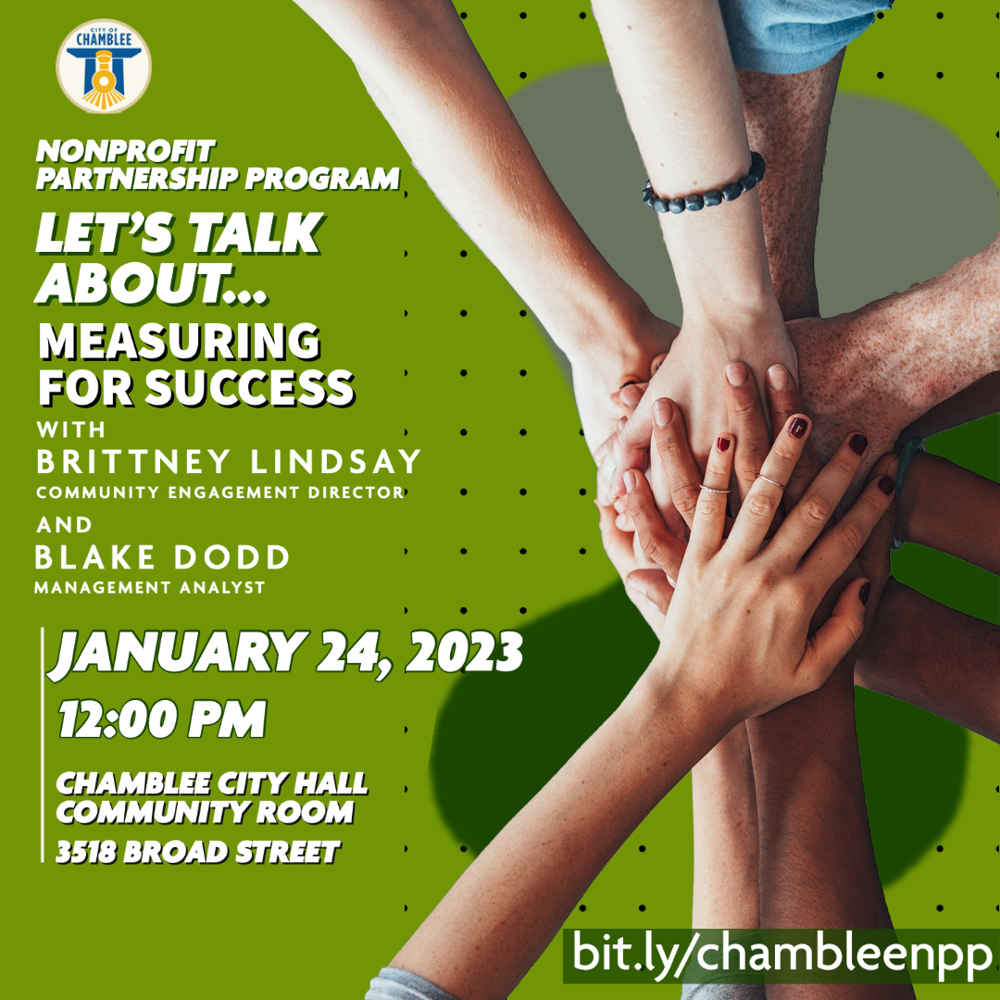 CITY OF
CHAMBLEE
NONPROFIT
PARTNERSHIP PROGRAM
LET'S TALK
ABOUT...
MEASURING
FOR SUCCESS
WITH
BRITTNEY LINDSAY
COMMUNITY ENGAGEMENT DIRECTOR
AND
BLAKE DODD
MANAGEMENT ANALYST
JANUARY 24, 2023
12:00 PM
CHAMBLEE CITY HALL
COMMUNITY ROOM
3518 BROAD STREET
bit.ly/chambleenpp